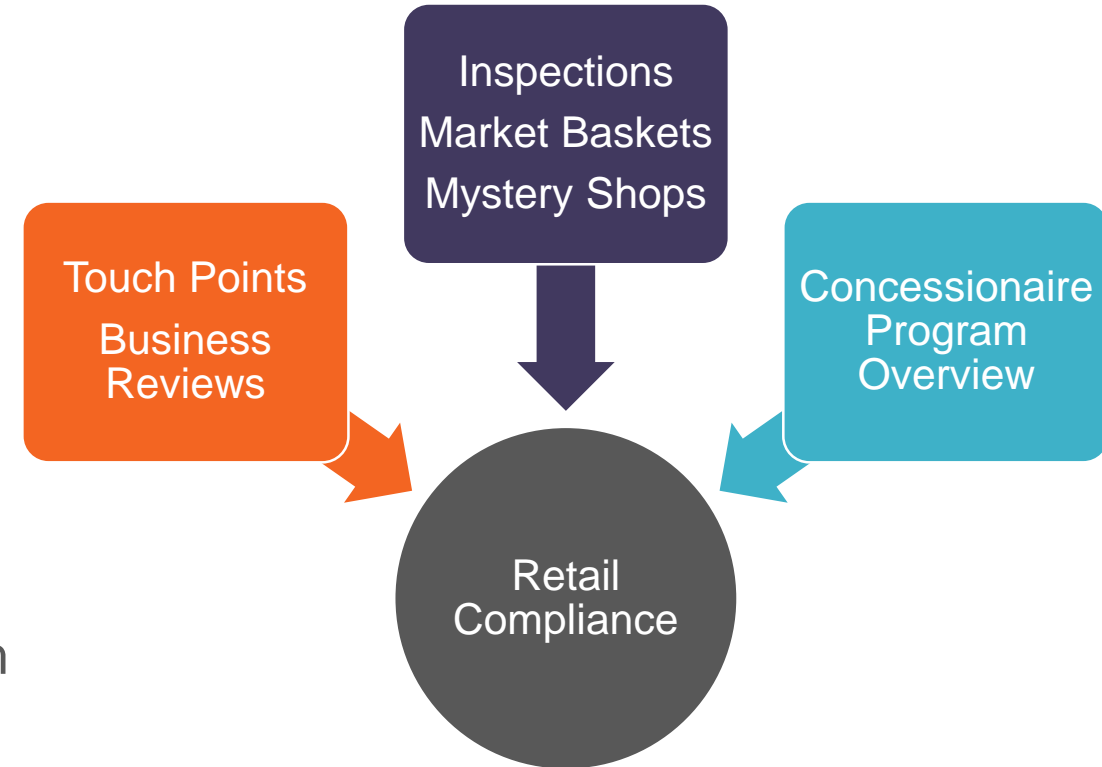 Inspections
Market Baskets
Mystery Shops
Touch Points
Business
Reviews
Concessionaire
Program
Overview
Retail
Compliance